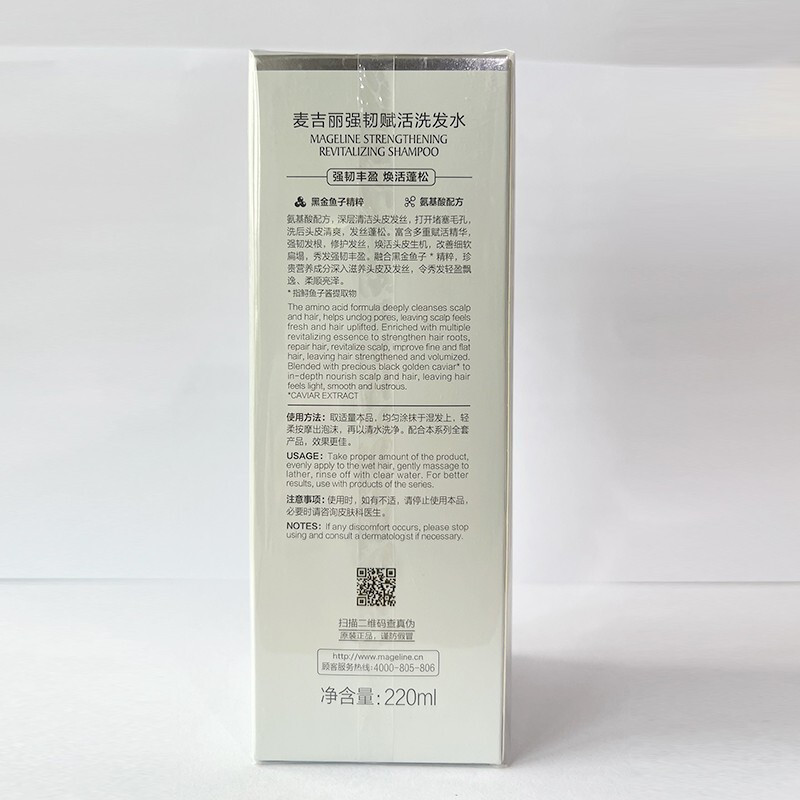 麦吉丽强韧赋活洗发水
MAGELINE STRENGTHENING
REVITALIZING SHAMPOO
强韧丰盈 焕活蓬松
黑金鱼子精粹 氨基酸配方
氨基酸配方，深层清洁头皮发丝，打开堵塞毛孔，
洗后头皮清爽，发丝蓬松。富含多重赋活精华，
强韧发根，修护发丝，焕活头皮生机，改善细软
扁塌，秀发强韧丰盈。融合黑金鱼子*精粹，珍
贵营养成分深入滋养头皮及发丝，令秀发轻盈飘
逸、柔顺亮泽。
*指鲟鱼子酱提取物
The amino acid formula deeply cleanses scalp
and hair, helps unclog pores, leaving scalp feels
fresh and hair uplifted. Enriched with multiple
revitalizing essence to strengthen hair roots,
repair hair, revitalize scalp, improve fine and flat
hair, leaving hair strengthened and volumized.
Blended with precious black golden caviar* to
in-depth nourish scalp and hair, leaving hair
feels light, smooth and lustrous.
*CAVIAR EXTRACT
使用方法：取适量本品，均匀涂抹于湿发上，轻
柔按摩出泡沫，再以清水洗净。配合本系列全套
产品，效果更佳。
USAGE: Take proper amount of the product,
evenly apply to the wet hair, gently massage to
lather, rinse off with clear water. For better
results, use with products of the series.
注意事项：使用时，如有不适，请停止使用本品，
必要时请咨询皮肤科医生。
NOTES: If any discomfort occurs, please stop
using and consult a dermatologist if necessary.
扫描二维码查真伪
原装正品，谨防假冒
http://www.mageline.cn
顾客服务热线:4000-805-806
净含量: 220ml